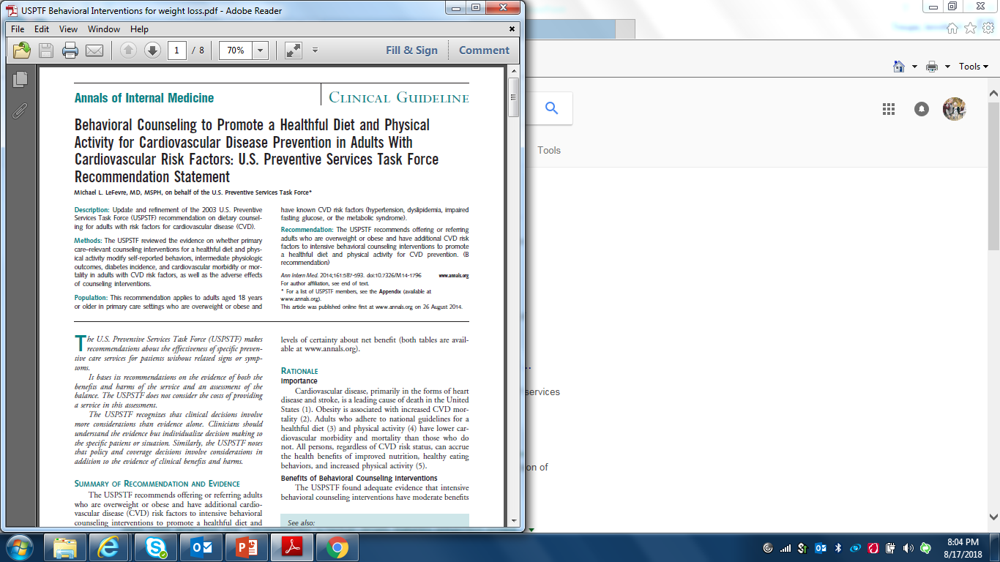 USPTF Behavioral Interventions for weight loss.pdf - Adobe Reader
File Edit View Window Help
1 / 8 70% Fill & Sign Comment
Tools
Annals of Internal Medicine
CLINICAL GUIDELINE
Behavioral Counseling to Promote a Healthful Diet and Physical
Activity for Cardiovascular Disease Prevention in Adults With
Cardiovascular Risk Factors: U.S. Preventive Services Task Force
Recommendation Statement
Michael L. LeFevre, MD, MSPH, on behalf of the U.S. Preventive Services Task Force*
Description: Update and refinement of the 2003 U.S. Preventive
Services Task Force (USPSTF) recommendation on dietary counsel-
ing for adults with risk factors for cardiovascular disease (CVD).
Methods: The USPSTF reviewed the evidence on whether primary
care–relevant counseling interventions for a healthful diet and phys-
ical activity modify self-reported behaviors, intermediate physiologic
outcomes, diabetes incidence, and cardiovascular morbidity or mor-
tality in adults with CVD risk factors, as well as the adverse effects
of counseling interventions.
Population: This recommendation applies to adults aged 18 years
or older in primary care settings who are overweight or obese and
have known CVD risk factors (hypertension, dyslipidemia, impaired
fasting glucose, or the metabolic syndrome).
Recommendation: The USPSTF recommends offering or referring
adults who are overweight or obese and have additional CVD risk
factors to intensive behavioral counseling interventions to promote
a healthful diet and physical activity for CVD prevention. (B
recommendation)
Ann Intern Med. 2014;161:587-593. doi:10.7326/M14-1796 www.annals.org
For author affiliation, see end of text.
* For a list of USPSTF members, see the Appendix (available at
www.annals.org).
This article was published online first at www.annals.org on 26 August 2014.
The U.S. Preventive Services Task Force (USPSTF) makes
recommendations about the effectiveness of specific preven-
tive care services for patients without related signs or symp-
toms.
It bases its recommendations on the evidence of both the
benefits and harms of the service and an assessment of the
balance. The USPSTF does not consider the costs of providing
a service in this assessment.
The USPSTF recognizes that clinical decisions involve
more considerations than evidence alone. Clinicians should
understand the evidence but individualize decision making to
the specific patient or situation. Similarly, the USPSTF notes
that policy and coverage decisions involve considerations in
addition to the evidence of clinical benefits and harms.
SUMMARY OF RECOMMENDATION AND EVIDENCE
The USPSTF recommends offering or referring adults
who are overweight or obese and have additional cardio-
vascular disease (CVD) risk factors to intensive behavioral
counseling interventions to promote a healthful diet and
levels of certainty about net benefit (both tables are avail-
able at www.annals.org).
RATIONALE
Importance
Cardiovascular disease, primarily in the forms of heart
disease and stroke, is a leading cause of death in the United
States (1). Obesity is associated with increased CVD mor-
tality (2). Adults who adhere to national guidelines for a
healthful diet (3) and physical activity (4) have lower car-
diovascular morbidity and mortality than those who do
not. All persons, regardless of CVD risk status, can accrue
the health benefits of improved nutrition, healthy eating
behaviors, and increased physical activity (5).
Benefits of Behavioral Counseling Interventions
The USPSTF found adequate evidence that intensive
behavioral counseling interventions have moderate benefits
See also:
Tools
...
services
on of
8:04 PM
8/17/2018